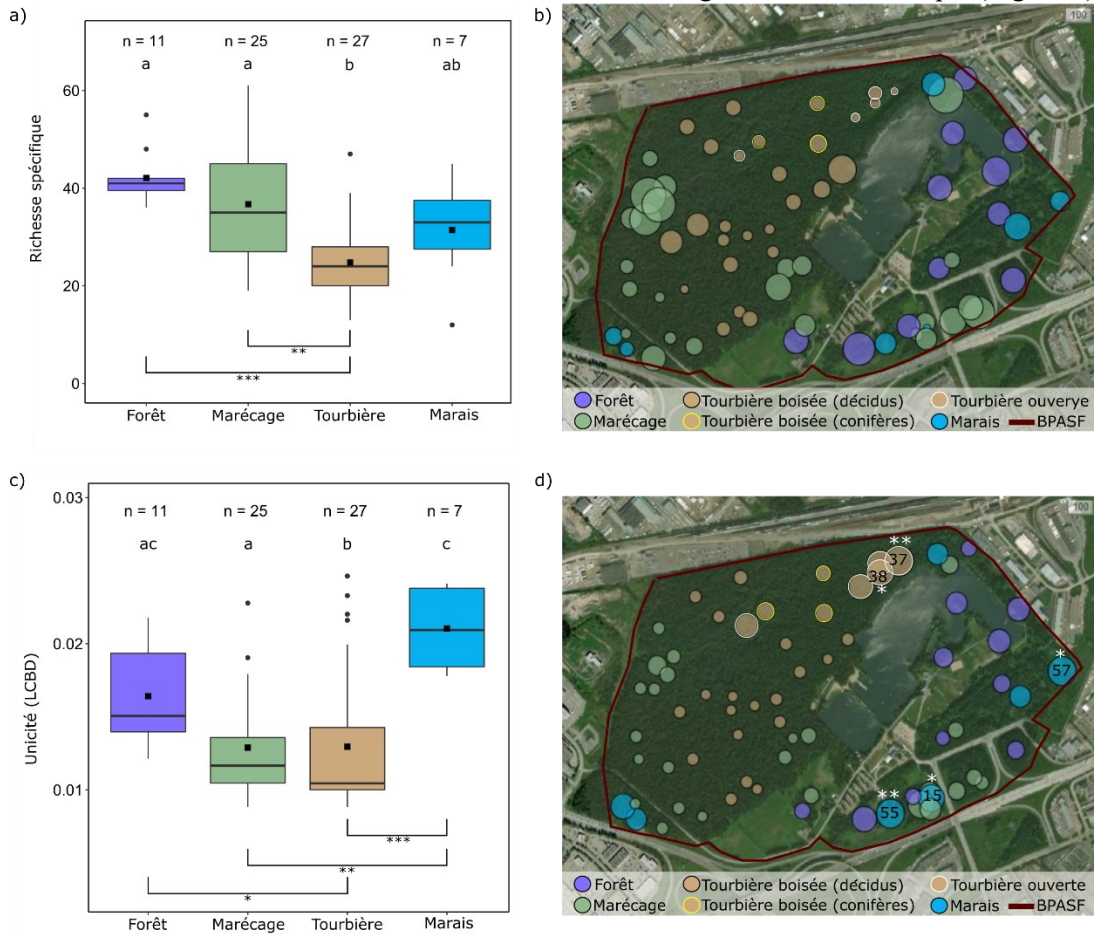 a)
n = 11 n = 25 n = 27 n = 7
a a b ab
60
40
20
0
Richesse spécifique
**
***
Forêt Marécage Tourbière Marais
b)
100
Forêt Tourbière boisée (décidus) Tourbière ouverye
Marécage Tourbière boisée (conifères) Marais BPASF
c)
0.03
n = 11 n = 25 n = 27 n = 7
ac a b c
0.02
0.01
Unicité (LCBD)
***
**
*
Forêt Marécage Tourbière Marais
d)
100
**
37
38
*
*
57
*
**
15
55
Forêt Tourbière boisée (décidus) Tourbière ouverte
Marécage Tourbière boisée (conifères) Marais BPASF